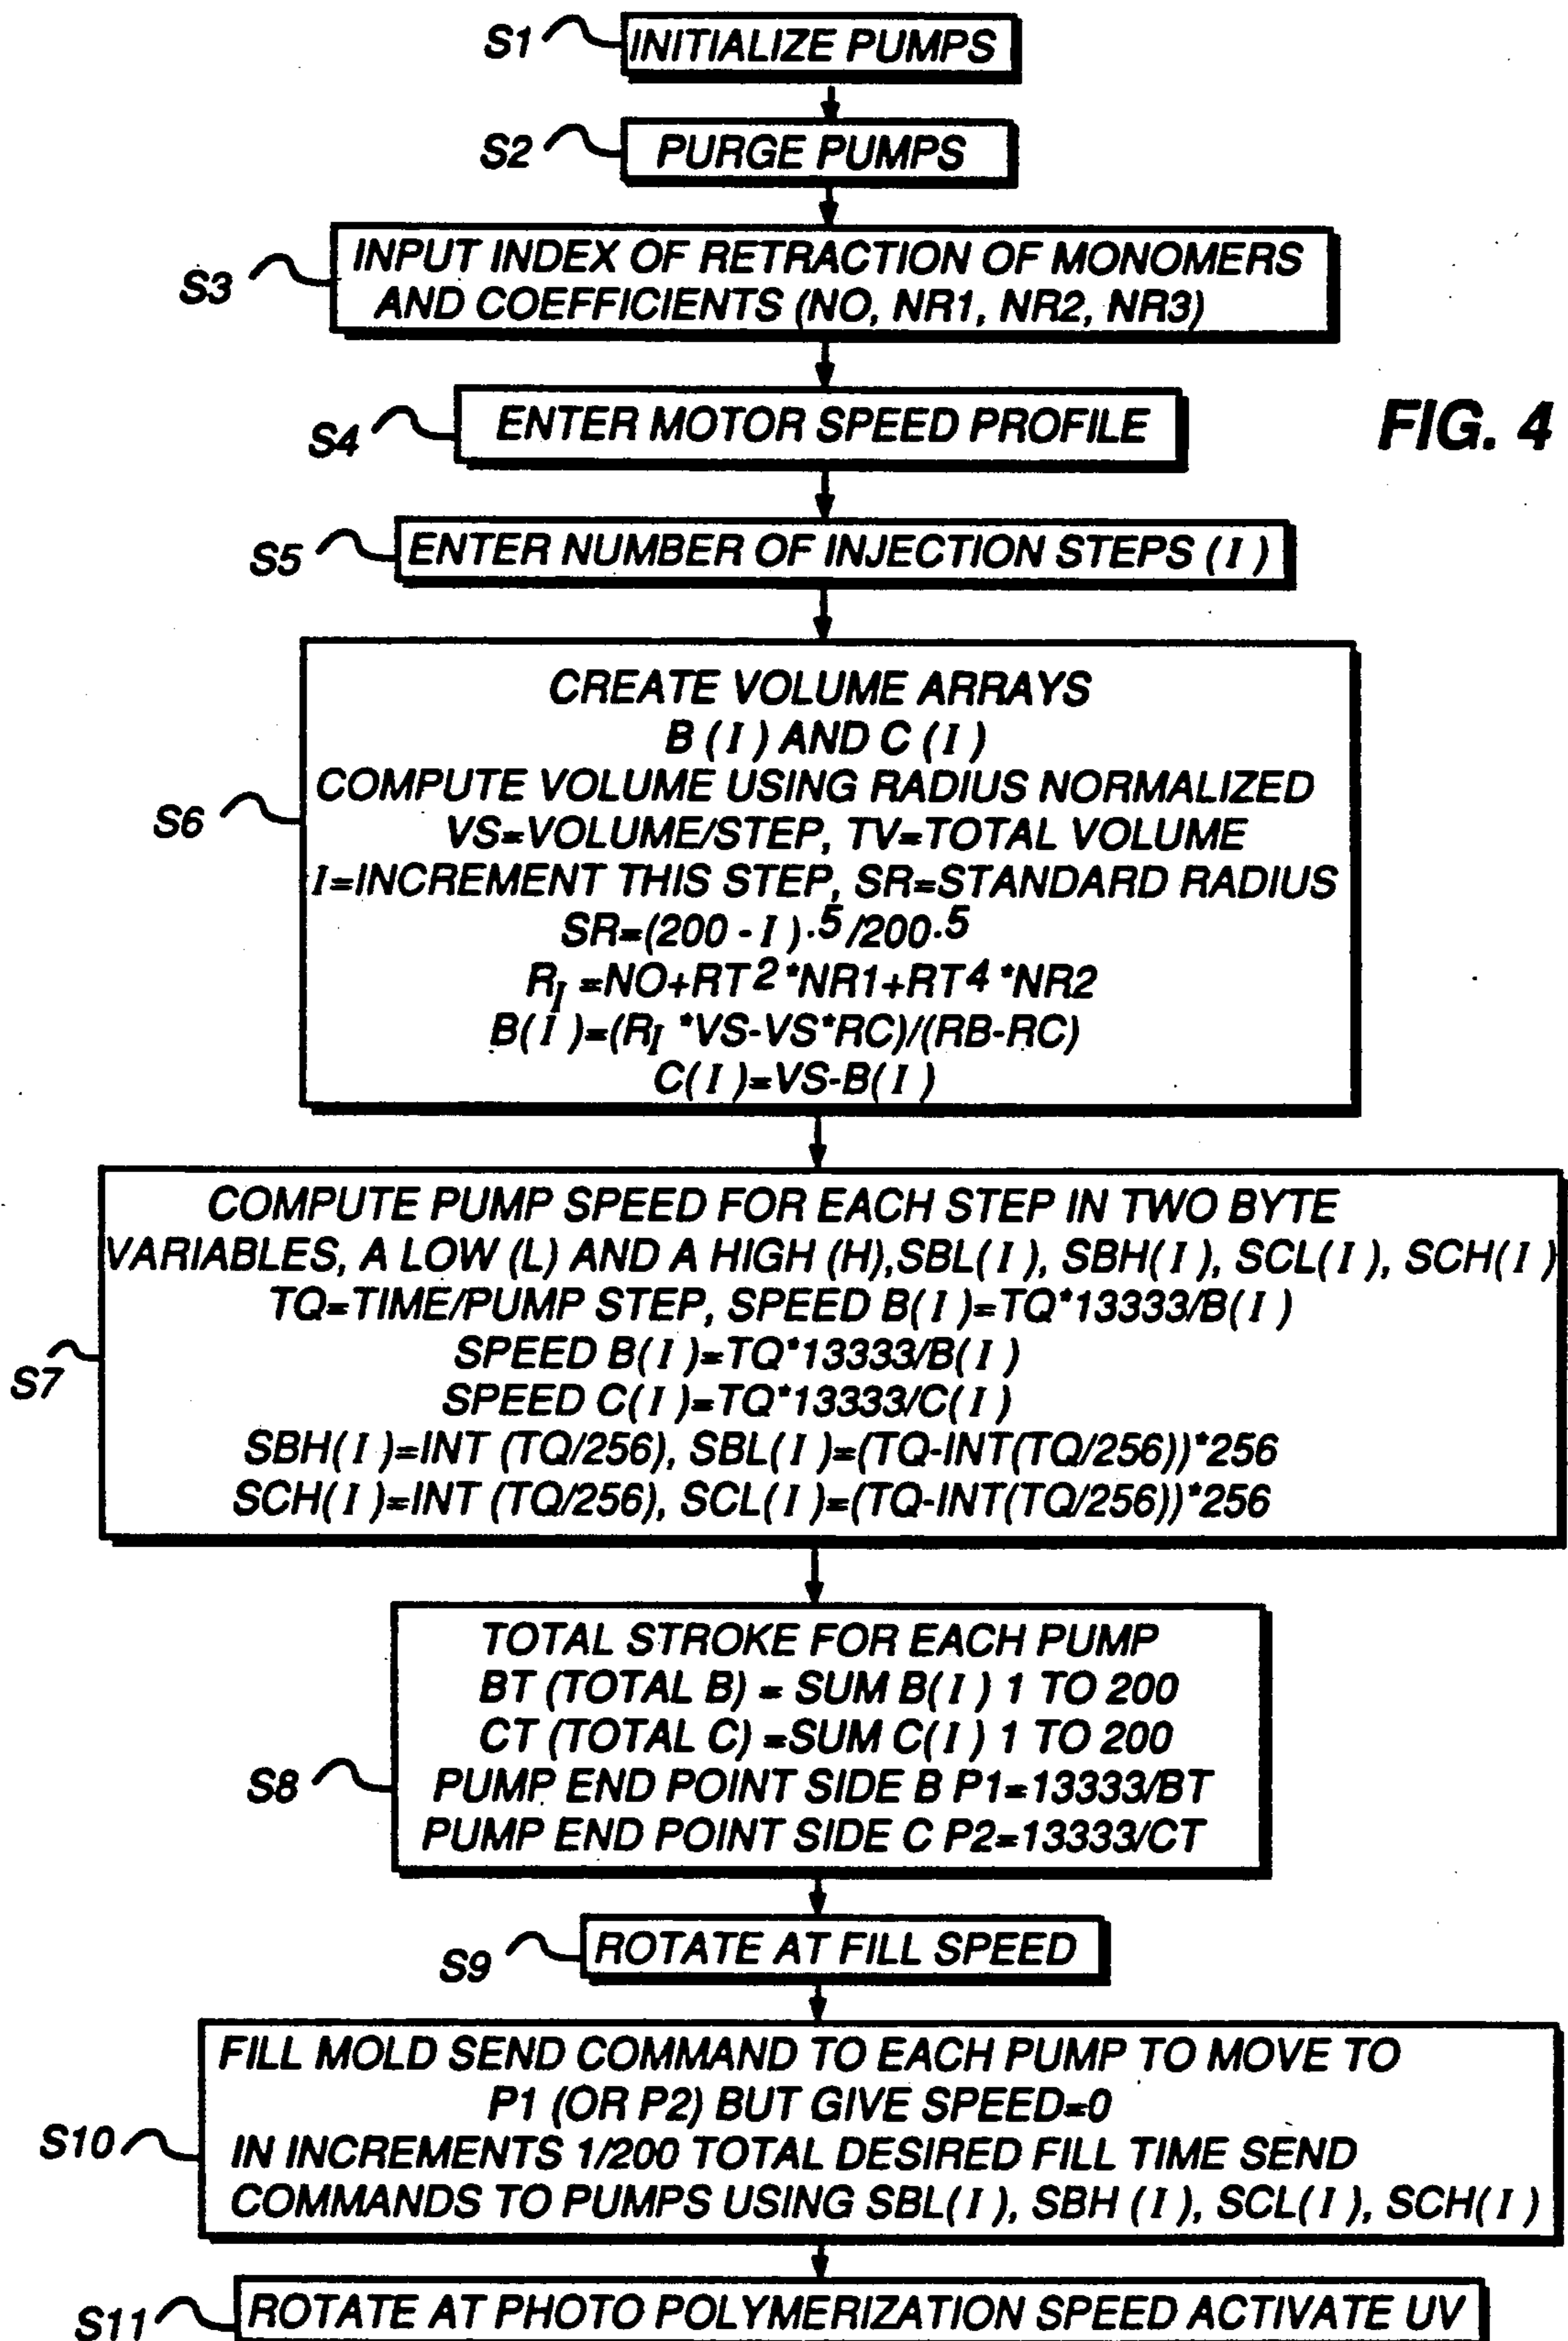 S1 INITIALIZE PUMPS
S2 PURGE PUMPS
S3 INPUT INDEX OF RETRACTION OF MONOMERS
AND COEFFICIENTS (NO, NR1, NR2, NR3)
S4 ENTER MOTOR SPEED PROFILE
FIG. 4
S5 ENTER NUMBER OF INJECTION STEPS (I)
S6
CREATE VOLUME ARRAYS
B (I) AND C (I)
COMPUTE VOLUME USING RADIUS NORMALIZED
VS=VOLUME/STEP, TV=TOTAL VOLUME
I=INCREMENT THIS STEP, SR=STANDARD RADIUS
SR=(200 - I)^.5/200^.5
R_I =NO+RT^2*NR1+RT^4*NR2
B(I)=(R_I *VS-VS*RC)/(RB-RC)
C(I)=VS-B(I)
S7
COMPUTE PUMP SPEED FOR EACH STEP IN TWO BYTE
VARIABLES, A LOW (L) AND A HIGH (H),SBL(I), SBH(I), SCL(I), SCH(I)
TQ=TIME/PUMP STEP, SPEED B(I)=TQ*13333/B(I)
SPEED B(I)=TQ*13333/B(I)
SPEED C(I)=TQ*13333/C(I)
SBH(I)=INT (TQ/256), SBL(I)=(TQ-INT(TQ/256))*256
SCH(I)=INT (TQ/256), SCL(I)=(TQ-INT(TQ/256))*256
S8
TOTAL STROKE FOR EACH PUMP
BT (TOTAL B) = SUM B(I) 1 TO 200
CT (TOTAL C) =SUM C(I) 1 TO 200
PUMP END POINT SIDE B P1=13333/BT
PUMP END POINT SIDE C P2=13333/CT
S9 ROTATE AT FILL SPEED
S10
FILL MOLD SEND COMMAND TO EACH PUMP TO MOVE TO
P1 (OR P2) BUT GIVE SPEED=0
IN INCREMENTS 1/200 TOTAL DESIRED FILL TIME SEND
COMMANDS TO PUMPS USING SBL(I), SBH (I), SCL(I), SCH(I)
S11 ROTATE AT PHOTO POLYMERIZATION SPEED ACTIVATE UV